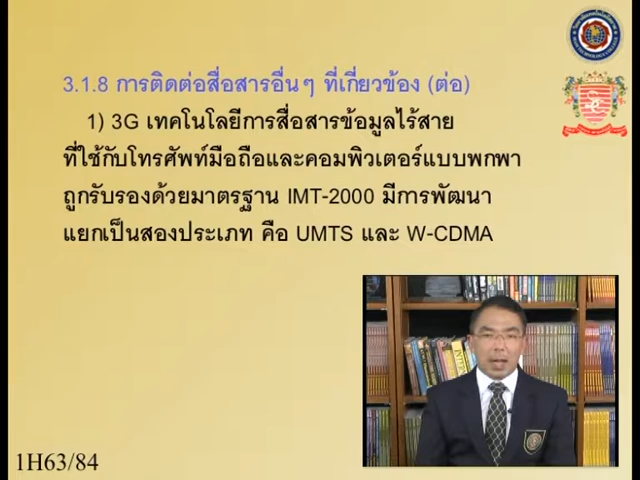 3.1.8 การติดต่อสื่อสารอื่นๆ ที่เกี่ยวข้อง (ต่อ)
1) 3G เทคโนโลยีการสื่อสารข้อมูลไร้สาย
ที่ใช้กับโทรศัพท์มือถือและคอมพิวเตอร์แบบพกพา
ถูกรับรองด้วยมาตรฐาน IMT-2000 มีการพัฒนา
แยกเป็นสองประเภท คือ UMTS และ W-CDMA
1H63/84